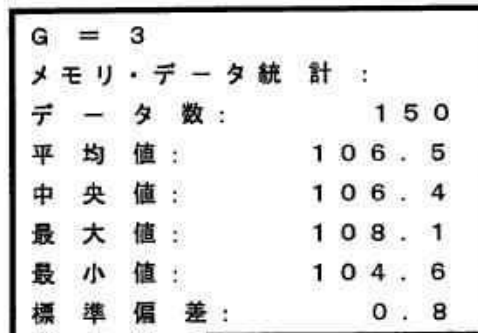 G = 3
メモリ・データ統計:
データ数: 150
平均値: 106.5
中央値: 106.4
最大値: 108.1
最小値: 104.6
標準偏差: 0.8